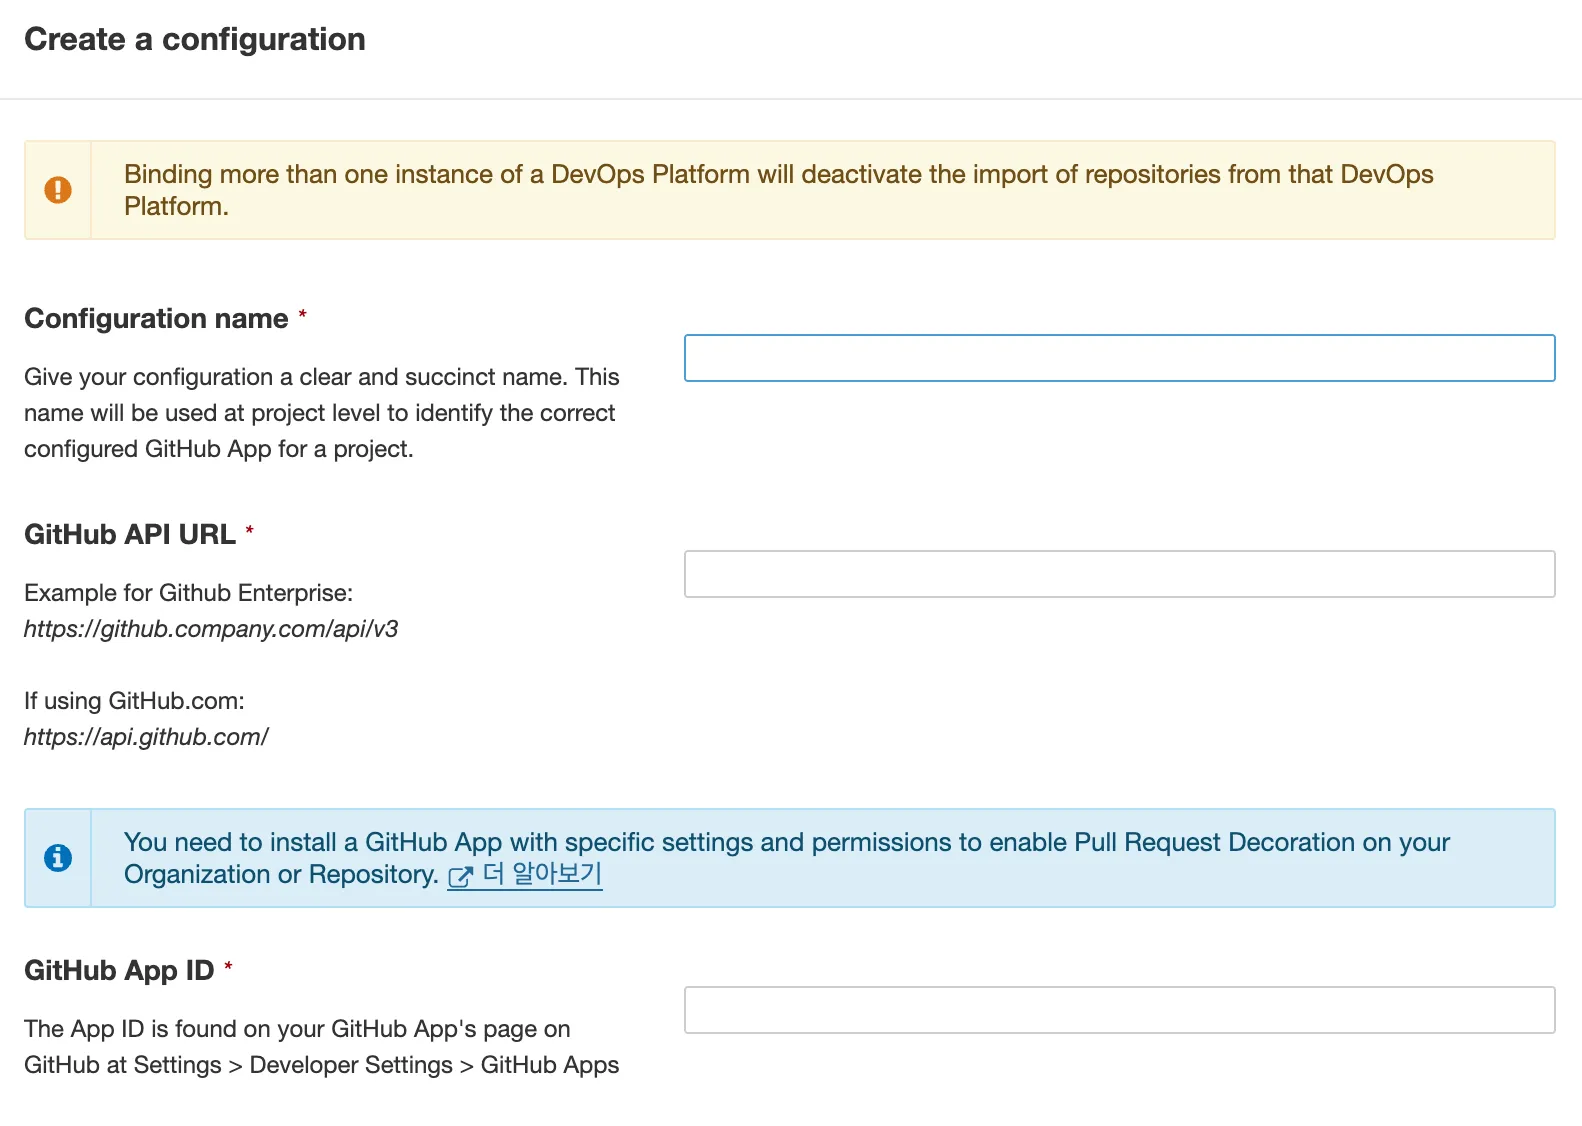 Create a configuration
Binding more than one instance of a DevOps Platform will deactivate the import of repositories from that DevOps
Platform.
Configuration name *
Give your configuration a clear and succinct name. This
name will be used at project level to identify the correct
configured GitHub App for a project.
GitHub API URL *
Example for Github Enterprise:
https://github.company.com/api/v3
If using GitHub.com:
https://api.github.com/
You need to install a GitHub App with specific settings and permissions to enable Pull Request Decoration on your
Organization or Repository. 더 알아보기
GitHub App ID *
The App ID is found on your GitHub App's page on
GitHub at Settings > Developer Settings > GitHub Apps